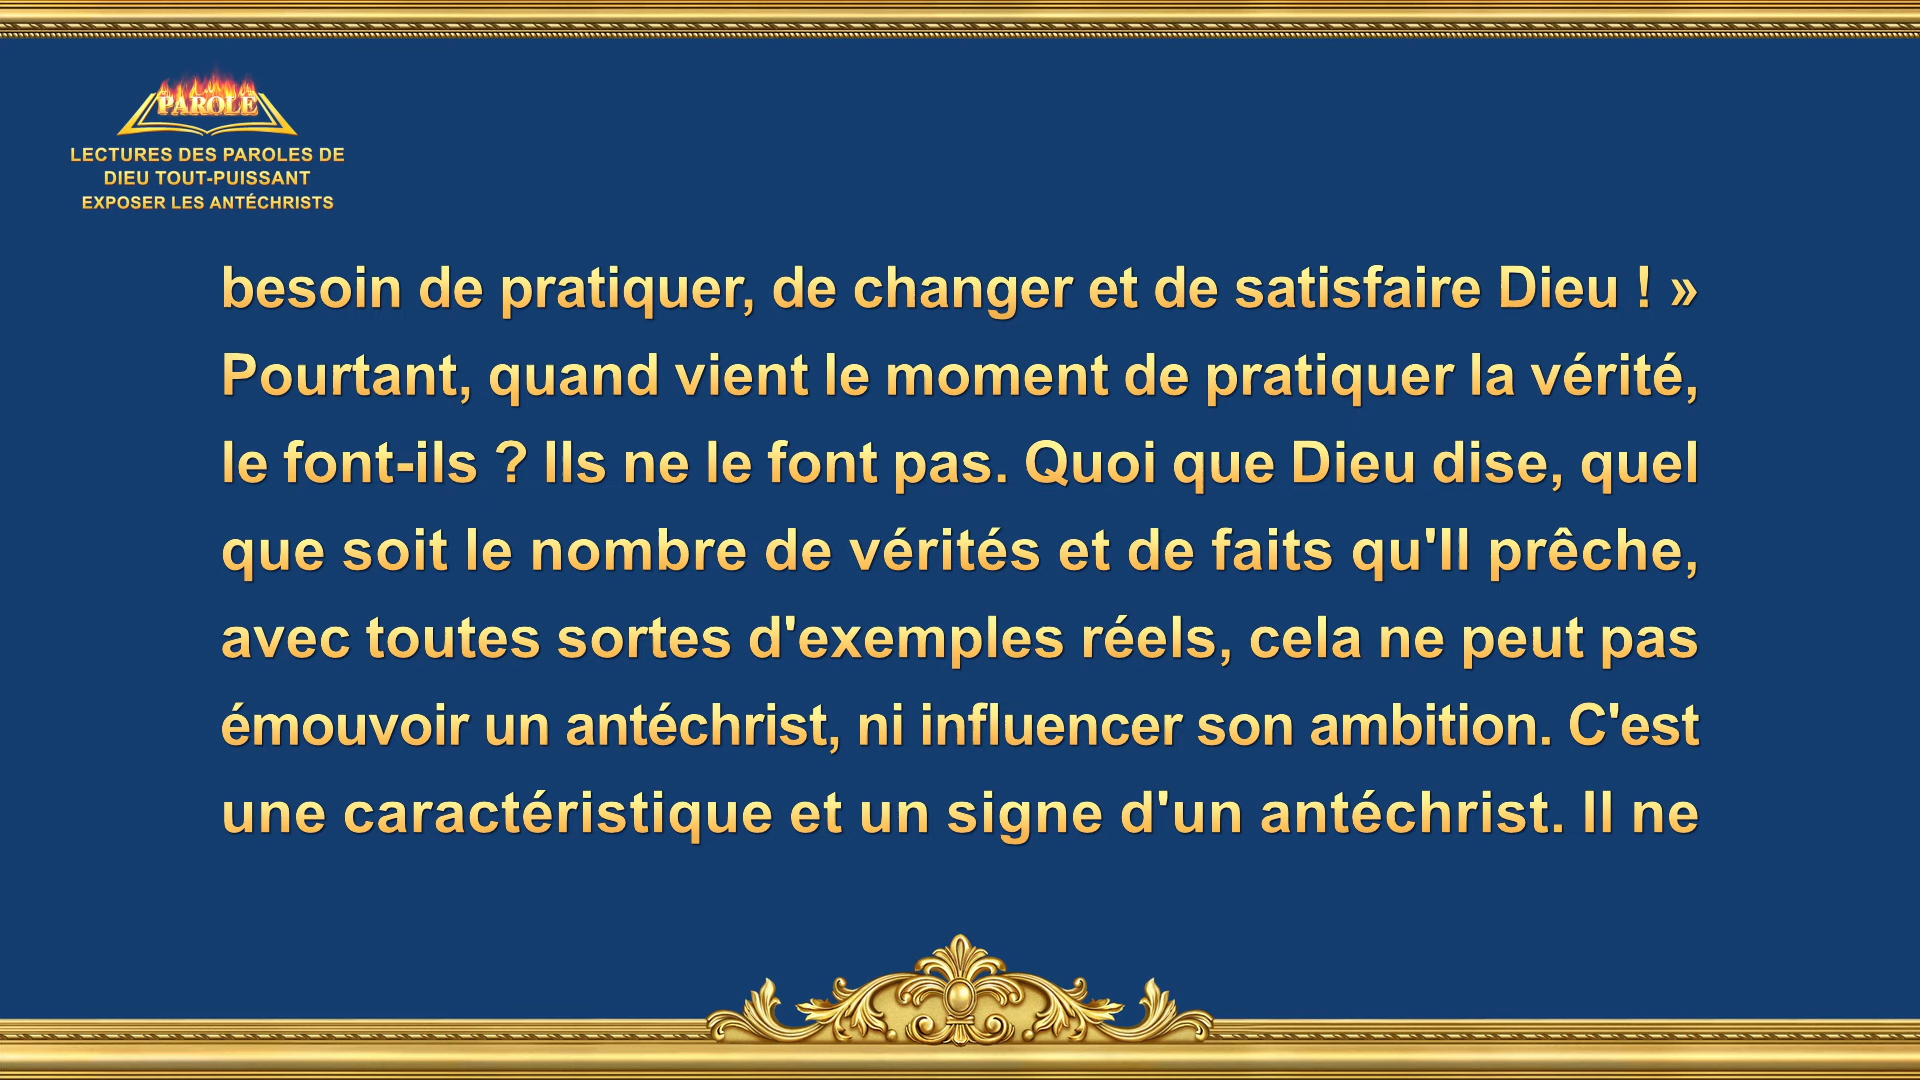 PAROLE
LECTURES DES PAROLES DE
DIEU TOUT-PUISSANT
EXPOSER LES ANTÉCHRISTS
besoin de pratiquer, de changer et de satisfaire Dieu ! »
Pourtant, quand vient le moment de pratiquer la vérité,
le font-ils ? Ils ne le font pas. Quoi que Dieu dise, quel
que soit le nombre de vérités et de faits qu'Il prêche,
avec toutes sortes d'exemples réels, cela ne peut pas
émouvoir un antéchrist, ni influencer son ambition. C'est
une caractéristique et un signe d'un antéchrist. Il ne